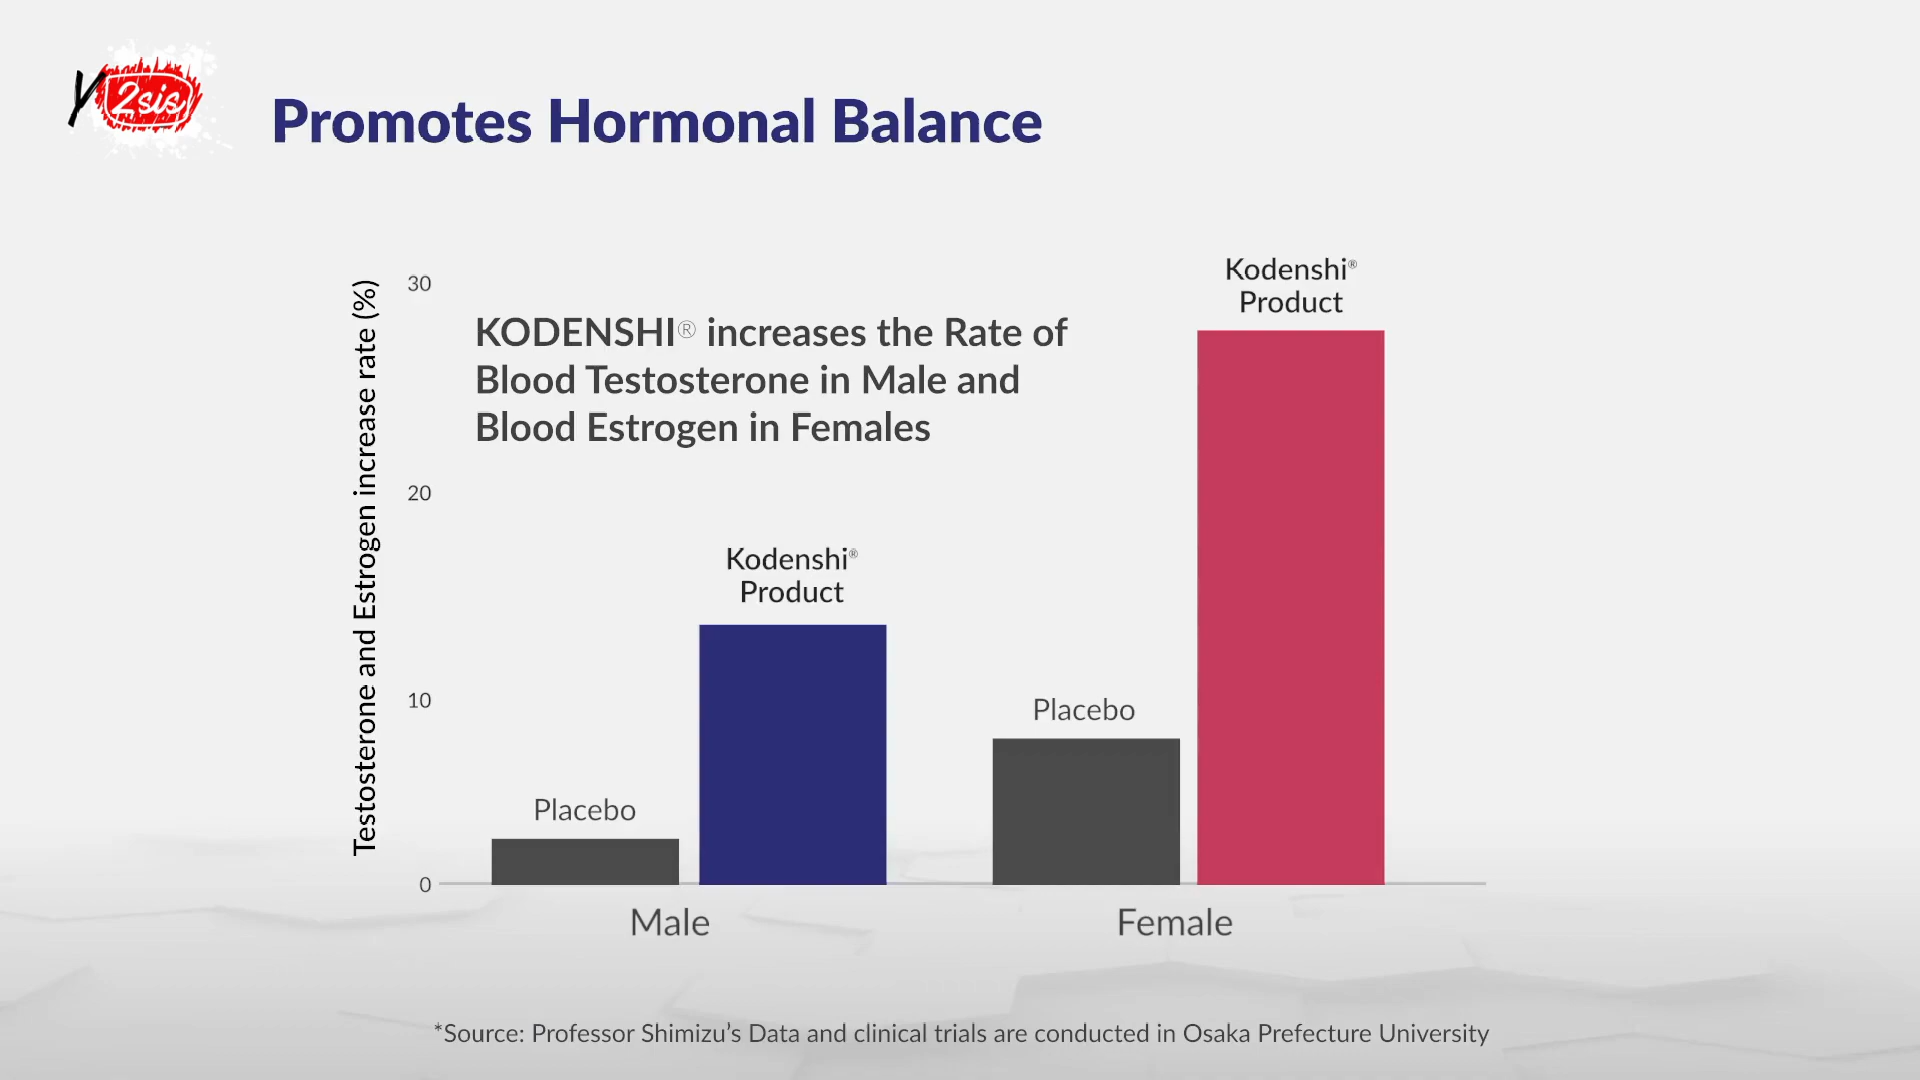 Y2sis
Promotes Hormonal Balance
Testosterone and Estrogen increase rate (%)
30
20
10
0
KODENSHI® increases the Rate of
Blood Testosterone in Male and
Blood Estrogen in Females
Placebo
Kodenshi®
Product
Placebo
Kodenshi®
Product
Male
Female
*Source: Professor Shimizu’s Data and clinical trials are conducted in Osaka Prefecture University